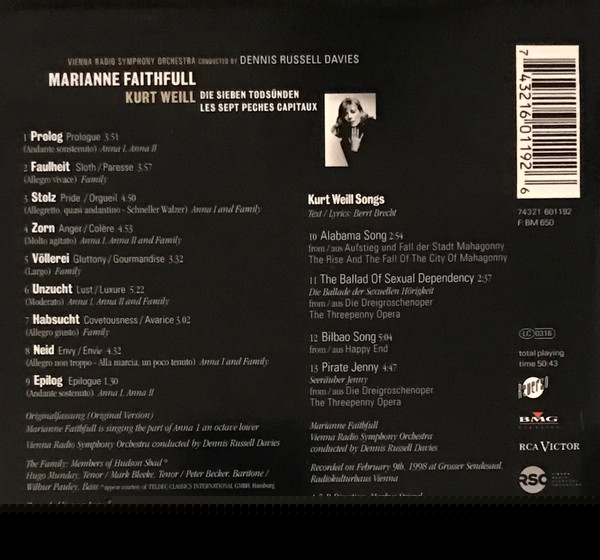 VIENNA RADIO SYMPHONY ORCHESTRA CONDUCTED BY DENNIS RUSSELL DAVIES
MARIANNE FAITHFULL
KURT WEILL DIE SIEBEN TODSÜNDEN
LES SEPT PECHES CAPITAUX
1 Prolog Prologue 3.51
(Andante sonstenuto) Anna I, Anna II
2 Faulheit Sloth / Paresse 3.57
(Allegro vivace) Family
3 Stolz Pride / Orgueil 4.50
(Allegretto, quasi andantino - Schneller Walzer) Anna I and Family
4 Zorn Anger / Colère 4.53
(Molto agitato) Anna I, Anna II and Family
5 Völlerei Gluttony / Gourmandise 3.32
(Largo) Family
6 Unzucht Lust / Luxure 5.22
(Moderato) Anna I, Anna II and Family
7 Habsucht Covetousness / Avarice 3.02
(Allegro giusto) Family
8 Neid Envy / Envie 4.32
(Allegro non troppo - Alla marcia, un poco tenuto) Anna I and Family
9 Epilog Epilogue 1.30
(Andante sostenuto) Anna I, Anna II
Originalfassung (Original Version)
Marianne Faithfull is singing the part of Anna 1 an octave lower
Vienna Radio Symphony Orchestra conducted by Dennis Russell Davies
The Family: Members of Hudson Shad *
Hugo Munday, Tenor / Mark Bleeke, Tenor / Peter Becker, Baritone /
Wilbur Pauley, Bass * appear courtesy of TELDEC CLASSICS INTERNATIONAL GMBH, Hamburg
Kurt Weill Songs
Text / Lyrics: Berrt Brecht
10 Alabama Song 2:54
from / aus Aufstieg und Fall der Stadt Mahagonny
The Rise And The Fall Of The City Of Mahagonny
11 The Ballad Of Sexual Dependency 2:37
Die Ballade der Sexuellen Hörigkeit
from / aus Die Dreigroschenoper
The Threepenny Opera
12 Bilbao Song 5:04
from / aus Happy End
13 Pirate Jenny 4:47
Seeräuber Jenny
from / aus Die Dreigroschenoper
The Threepenny Opera
Marianne Faithfull
Vienna Radio Symphony Orchestra
conducted by Dennis Russell Davies
Recorded on February 9th, 1998 at Grosser Sendesaal,
Radiokulturhaus Vienna
7 43216 01192 6
74321 601192
F: BM 650
LC 0316
total playing
time 50:43
BMG
RCA VICTOR
RSO